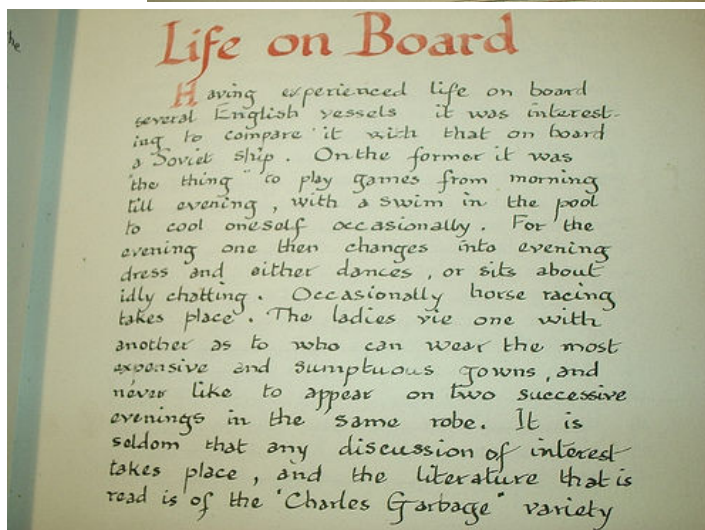 he
Life on Board
Having experienced life on board
several English vessels it was interest-
ing to compare it with that on board
a Soviet ship. On the former it was
"the thing" to play games from morning
till evening, with a swim in the pool
to cool oneself occasionally. For the
evening one then changes into evening
dress and either dances, or sits about
idly chatting. Occasionally horse racing
takes place. The ladies vie one with
another as to who can wear the most
expensive and sumptuous gowns, and
never like to appear on two successive
evenings in the same robe. It is
seldom that any discussion of interest
takes place, and the literature that is
read is of the "Charles Garbage" variety